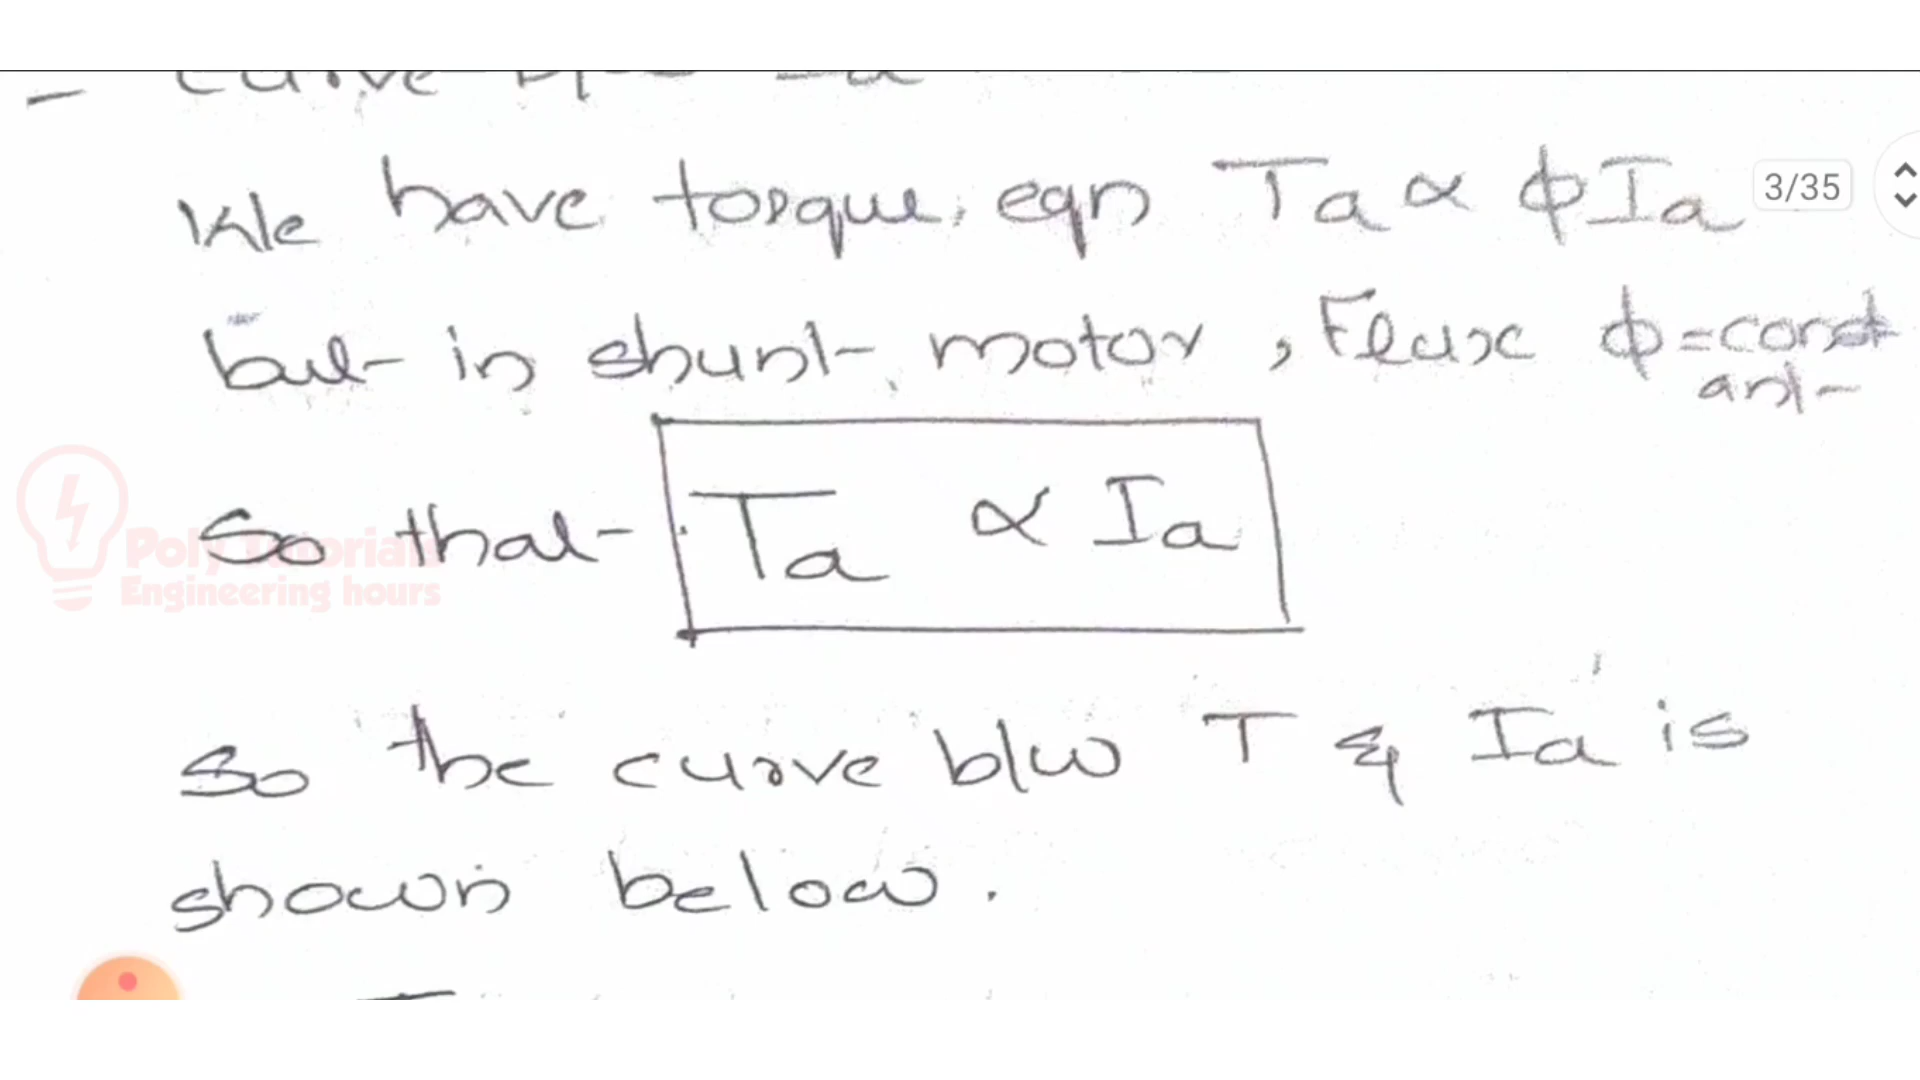 We have torque eqn Ta ∝ ϕIa
3/35
but in shunt motor, Flux ϕ = const
ant
So that Ta ∝ Ia
Poly Tutorials
Engineering hours
So the curve b/w T & Ia is
shown below.